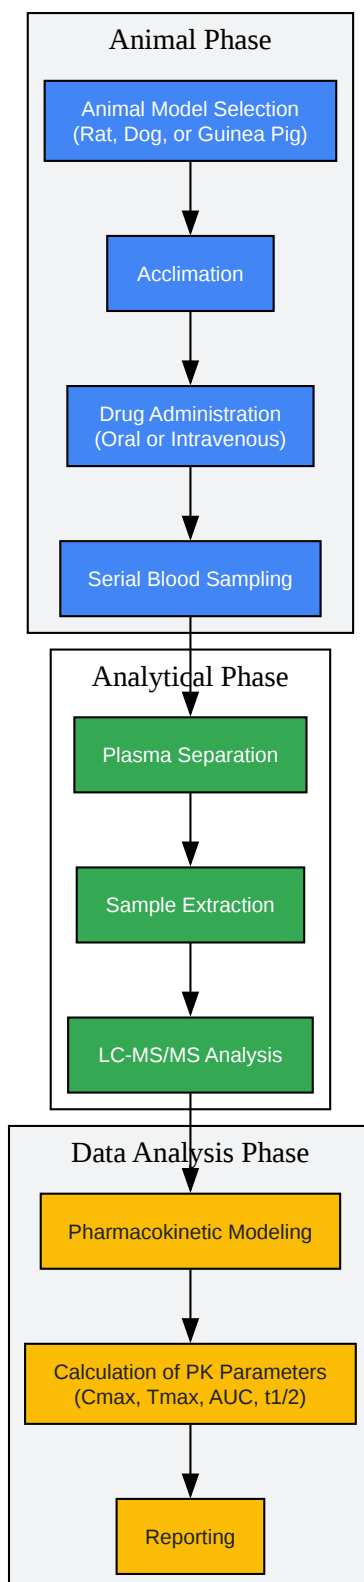 Animal Phase
Animal Model Selection
(Rat, Dog, or Guinea Pig)
Acclimation
Drug Administration
(Oral or Intravenous)
Serial Blood Sampling
Analytical Phase
Plasma Separation
Sample Extraction
LC-MS/MS Analysis
Data Analysis Phase
Pharmacokinetic Modeling
Calculation of PK Parameters
(Cmax, Tmax, AUC, t1/2)
Reporting